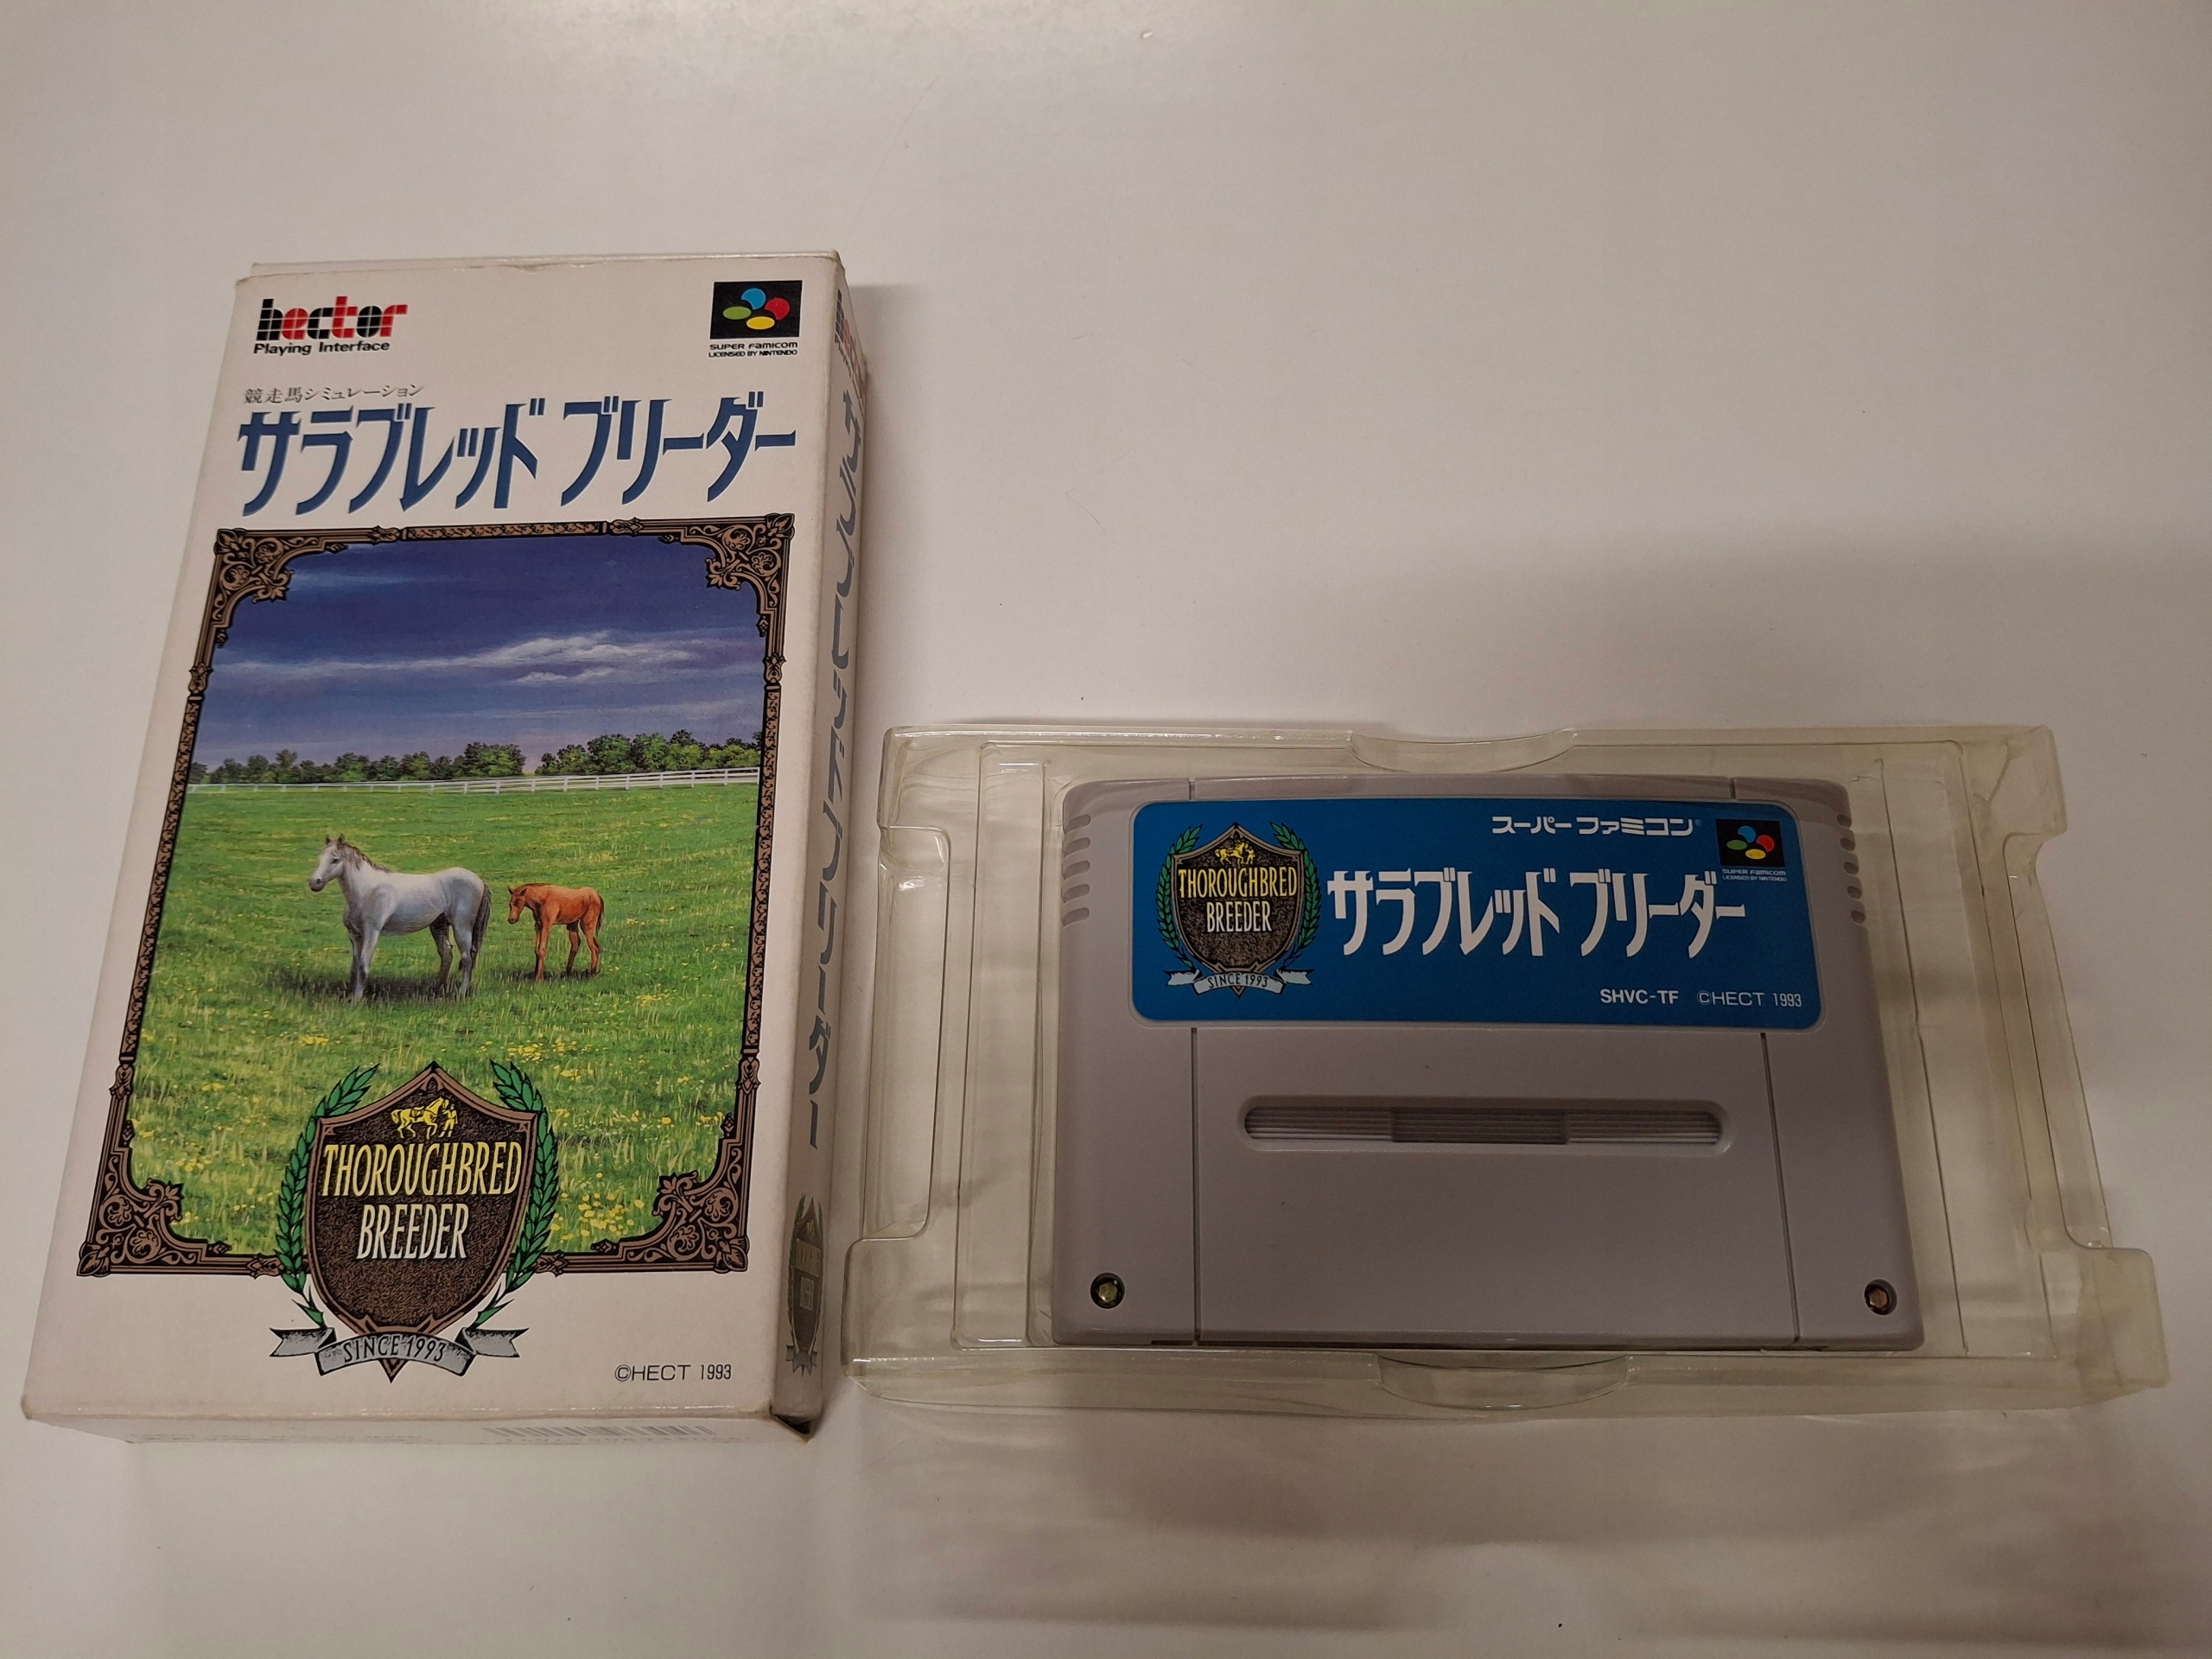 hector
Playing Interface
SUPER FAMICOM
LICENSED BY NINTENDO
競走馬シミュレーション
サラブレッド ブリーダー
THOROUGHBRED
BREEDER
SINCE 1993
©HECT 1993
サラブレッドブリーダー
スーパーファミコン®
SUPER FAMICOM
LICENSED BY NINTENDO
THOROUGHBRED
BREEDER
SINCE 1993
サラブレッド ブリーダー
SHVC-TF ©HECT 1993